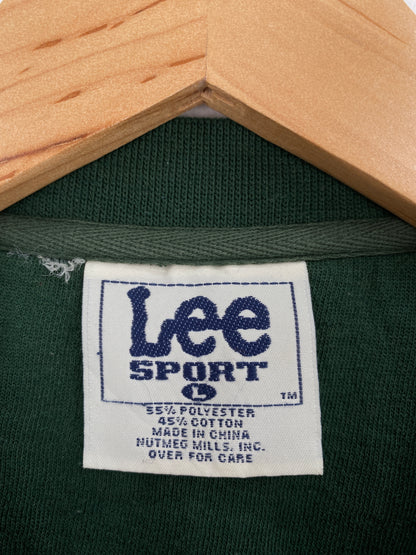 Lee
SPORT
L
TM
55% POLYESTER
45% COTTON
MADE IN CHINA
NUTMEG MILLS, INC.
OVER FOR CARE